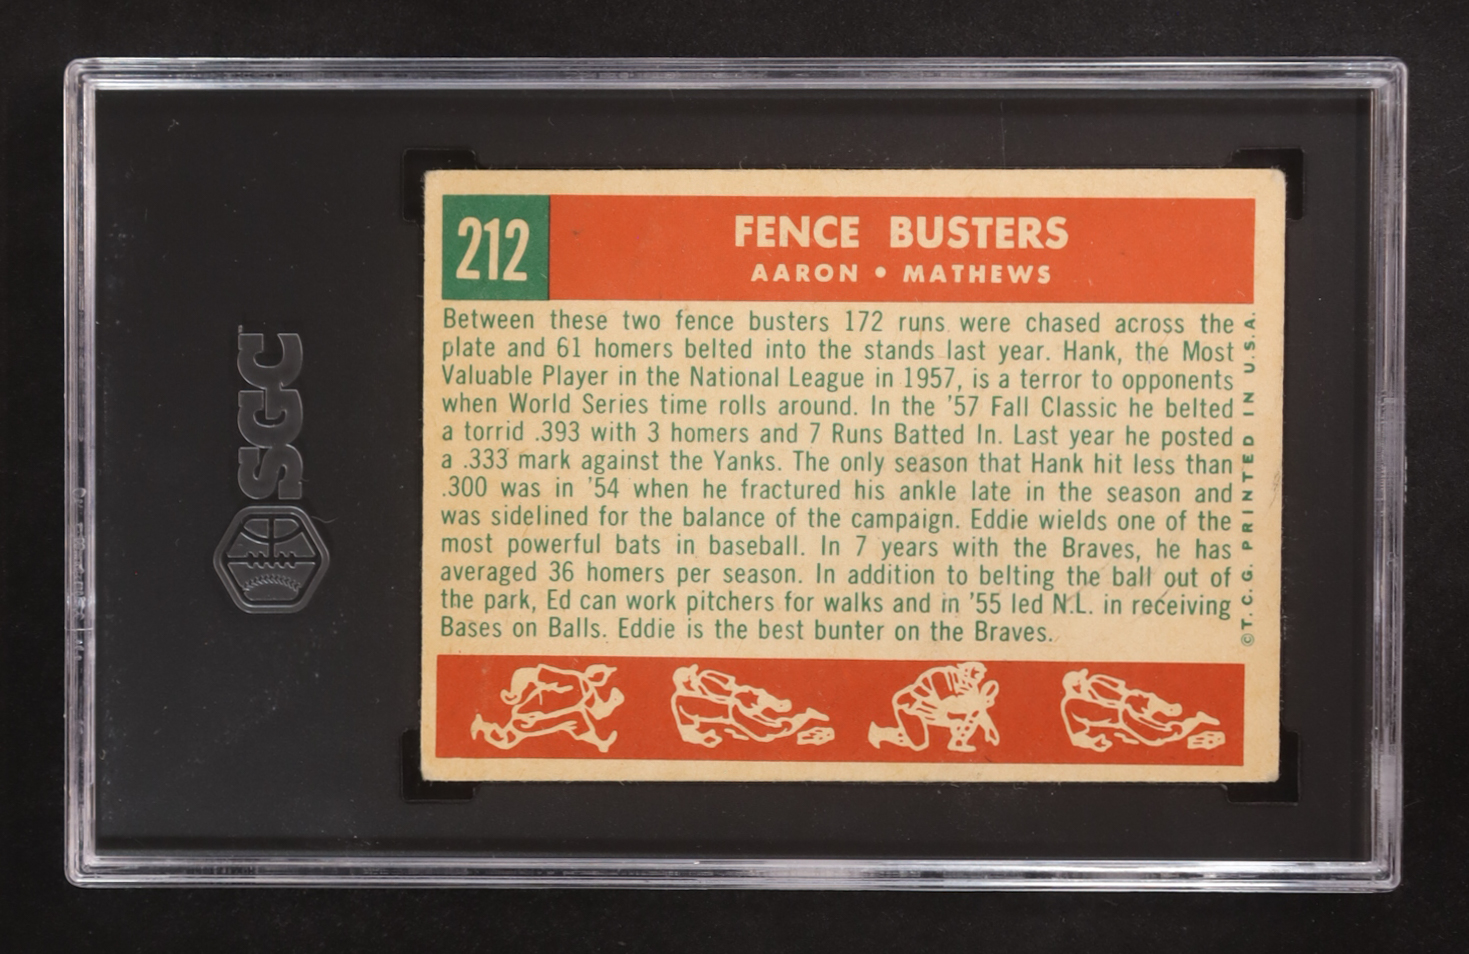 212
FENCE BUSTERS
AARON • MATHEWS
Between these two fence busters 172 runs were chased across the
plate and 61 homers belted into the stands last year. Hank, the Most
Valuable Player in the National League in 1957, is a terror to opponents
when World Series time rolls around. In the '57 Fall Classic he belted
a torrid .393 with 3 homers and 7 Runs Batted In. Last year he posted
a .333 mark against the Yanks. The only season that Hank hit less than
.300 was in '54 when he fractured his ankle late in the season and
was sidelined for the balance of the campaign. Eddie wields one of the
most powerful bats in baseball. In 7 years with the Braves, he has
averaged 36 homers per season. In addition to belting the ball out of
the park, Ed can work pitchers for walks and in '55 led N.L. in receiving
Bases on Balls. Eddie is the best bunter on the Braves.
© T.C.G. PRINTED IN U.S.A.
SGC